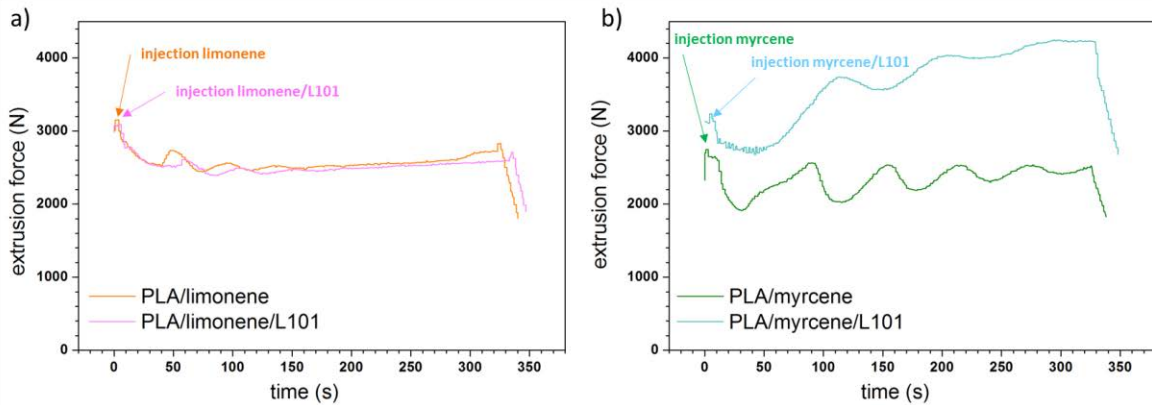 a)
injection limonene
injection limonene/L101
extrusion force (N)
4000
3000
2000
1000
0
PLA/limonene
PLA/limonene/L101
0 50 100 150 200 250 300 350
time (s)
b)
injection myrcene
injection myrcene/L101
extrusion force (N)
4000
3000
2000
1000
0
PLA/myrcene
PLA/myrcene/L101
0 50 100 150 200 250 300 350
time (s)